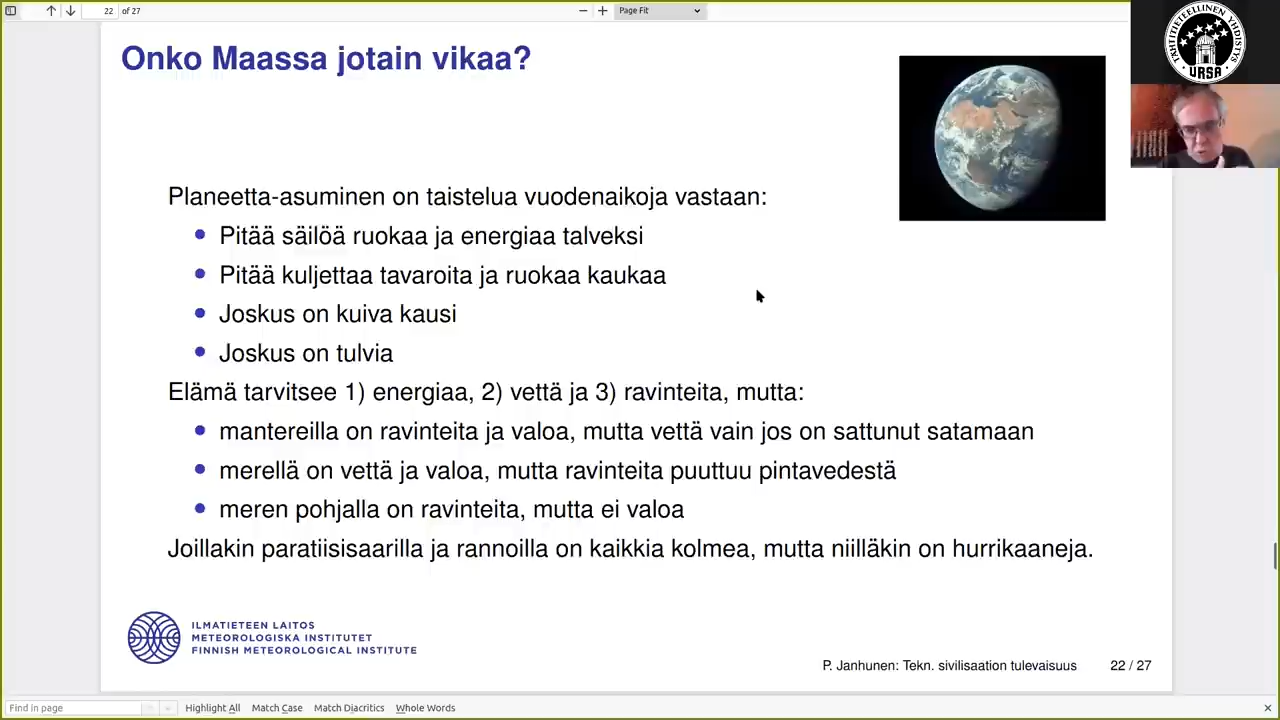 22 of 27
Page Fit
Onko Maassa jotain vikaa?
TÄHTITIETEELLINEN YHDISTYS
URSA
Planeetta-asuminen on taistelua vuodenaikoja vastaan:
Pitää säilöä ruokaa ja energiaa talveksi
Pitää kuljettaa tavaroita ja ruokaa kaukaa
Joskus on kuiva kausi
Joskus on tulvia
Elämä tarvitsee 1) energiaa, 2) vettä ja 3) ravinteita, mutta:
mantereilla on ravinteita ja valoa, mutta vettä vain jos on sattunut satamaan
merellä on vettä ja valoa, mutta ravinteita puuttuu pintavedestä
meren pohjalla on ravinteita, mutta ei valoa
Joillakin paratiisisaarilla ja rannoilla on kaikkia kolmea, mutta niilläkin on hurrikaaneja.
ILMATIETEEN LAITOS
METEOROLOGISKA INSTITUTET
FINNISH METEOROLOGICAL INSTITUTE
P. Janhunen: Tekn. sivilisaation tulevaisuus 22 / 27
Find in page Highlight All Match Case Match Diacritics Whole Words